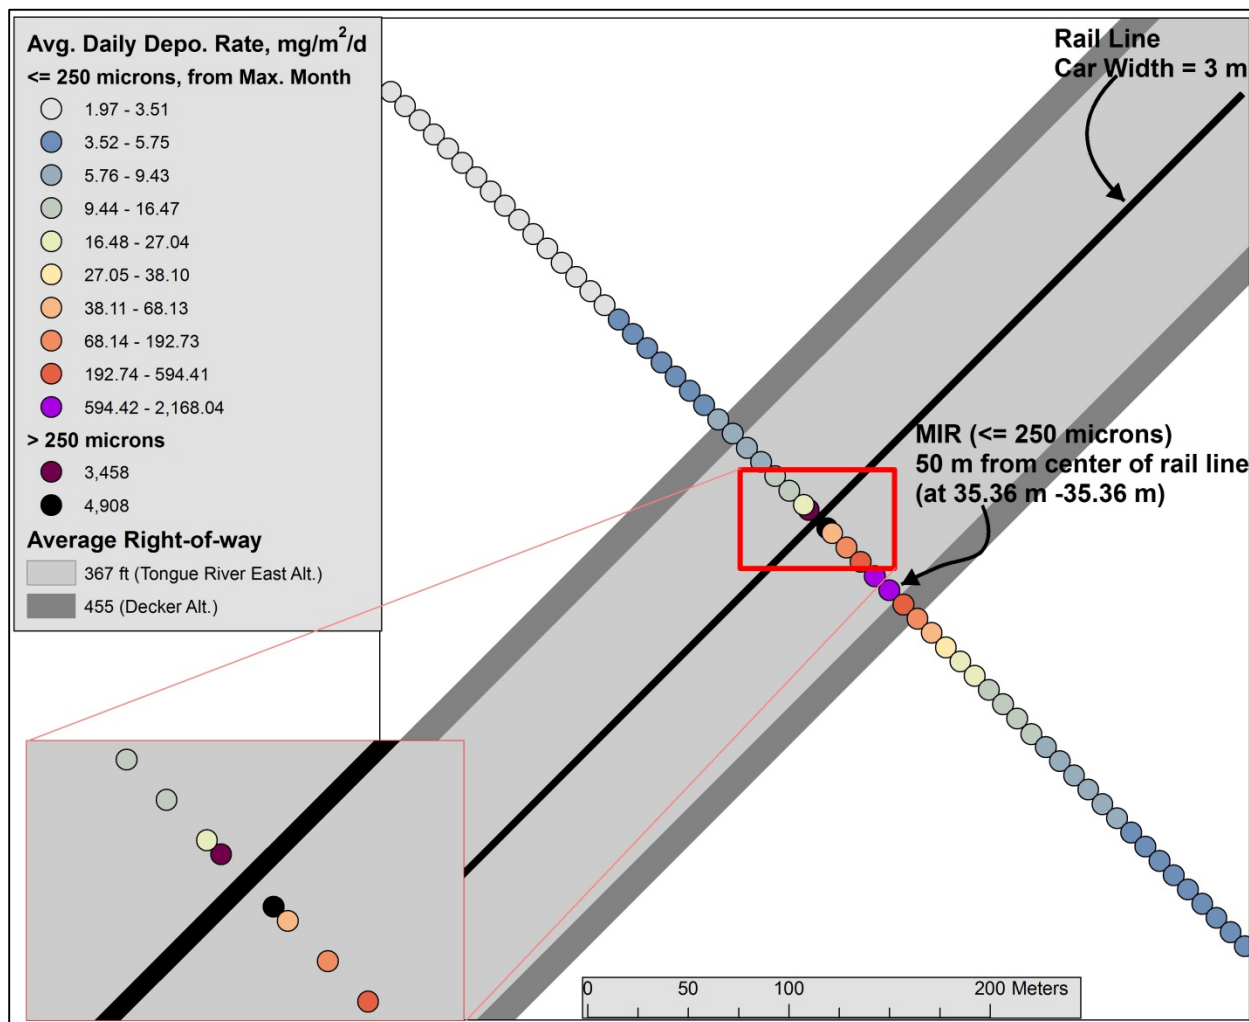 Avg. Daily Depo. Rate, mg/m²/d
<= 250 microns, from Max. Month
1.97 - 3.51
3.52 - 5.75
5.76 - 9.43
9.44 - 16.47
16.48 - 27.04
27.05 - 38.10
38.11 - 68.13
68.14 - 192.73
192.74 - 594.41
594.42 - 2,168.04
> 250 microns
3,458
4,908
Average Right-of-way
367 ft (Tongue River East Alt.)
455 (Decker Alt.)
Rail Line
Car Width = 3 m
MIR (<= 250 microns)
50 m from center of rail line
(at 35.36 m -35.36 m)
0 50 100 200 Meters